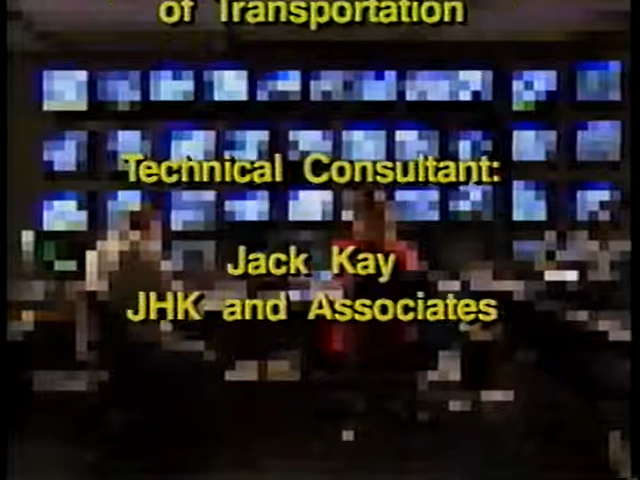 of Transportation
Technical Consultant:
Jack Kay
JHK and Associates